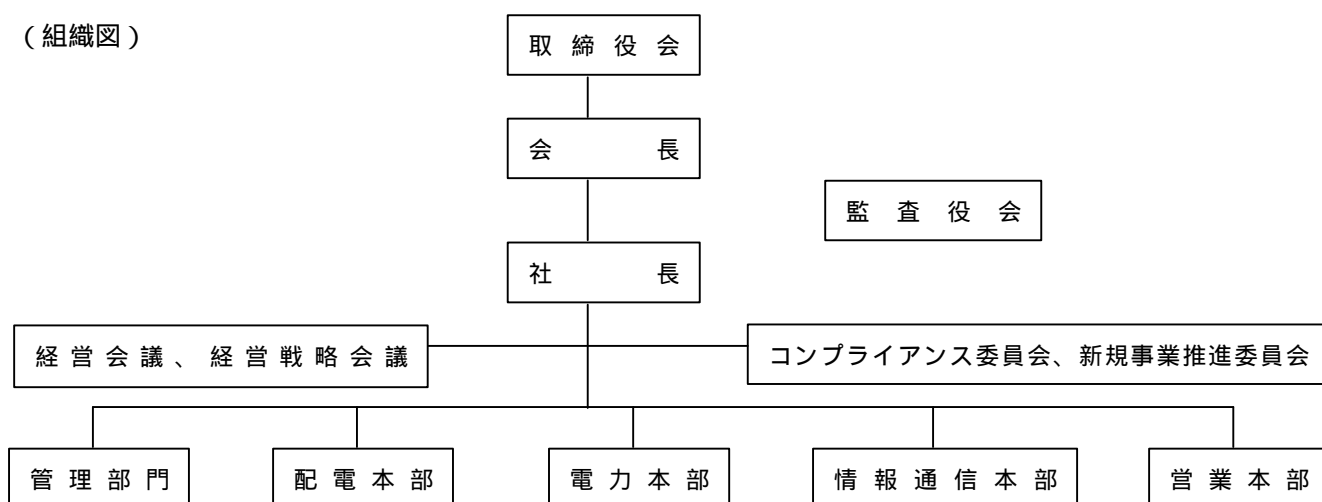 (組織図)
取締役会
会長
監査役会
社長
経営会議、経営戦略会議
コンプライアンス委員会、新規事業推進委員会
管理部門
配電本部
電力本部
情報通信本部
営業本部